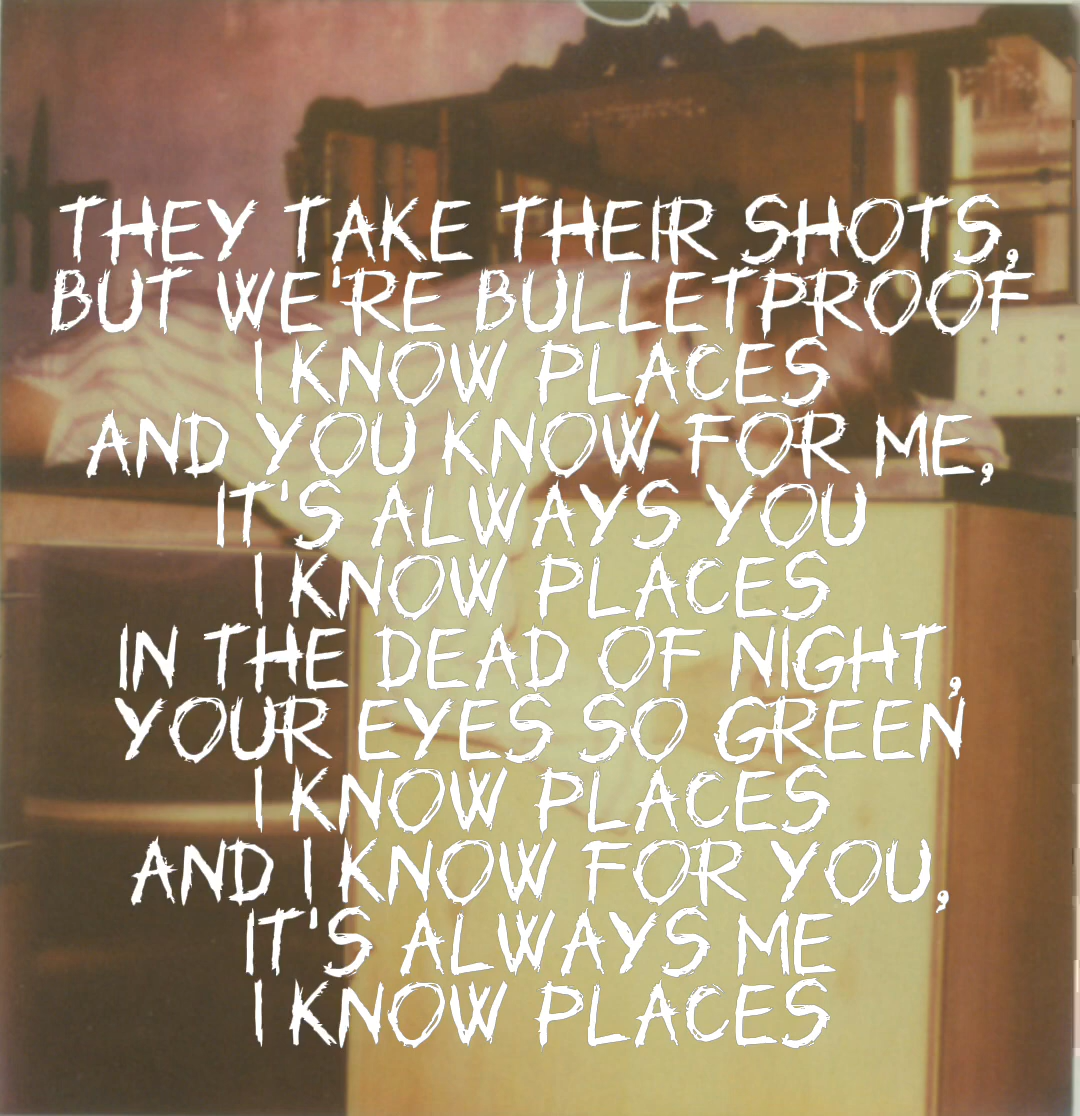 THEY TAKE THEIR SHOTS,
BUT WE'RE BULLETPROOF
I KNOW PLACES
AND YOU KNOW FOR ME,
IT'S ALWAYS YOU
I KNOW PLACES
IN THE DEAD OF NIGHT,
YOUR EYES SO GREEN
I KNOW PLACES
AND I KNOW FOR YOU,
IT'S ALWAYS ME
I KNOW PLACES